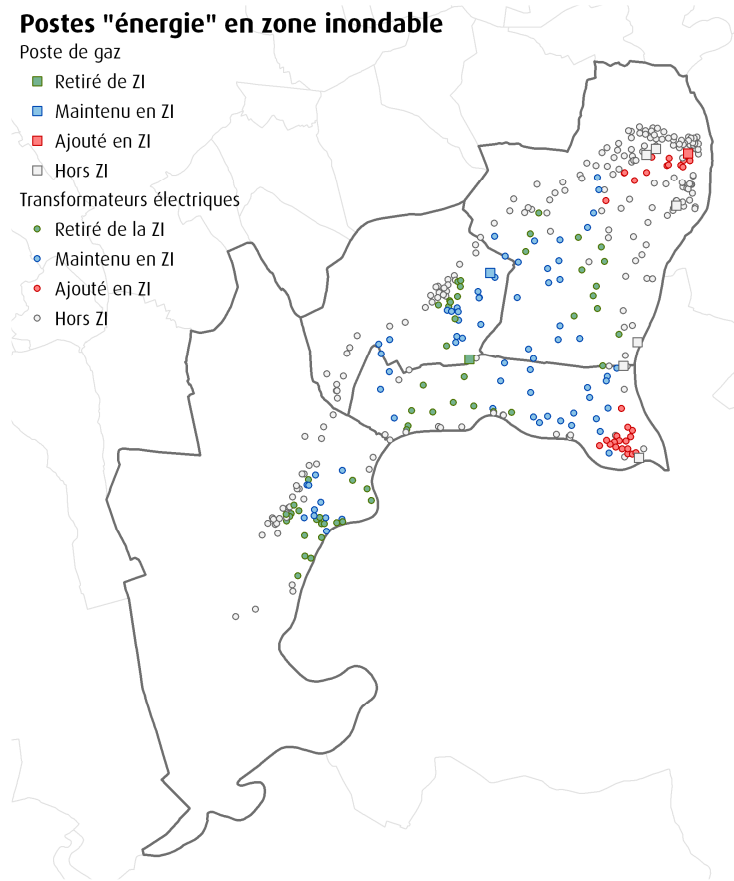 Postes "énergie" en zone inondable
Poste de gaz
Retiré de ZI
Maintenu en ZI
Ajouté en ZI
Hors ZI
Transformateurs électriques
Retiré de la ZI
Maintenu en ZI
Ajouté en ZI
Hors ZI